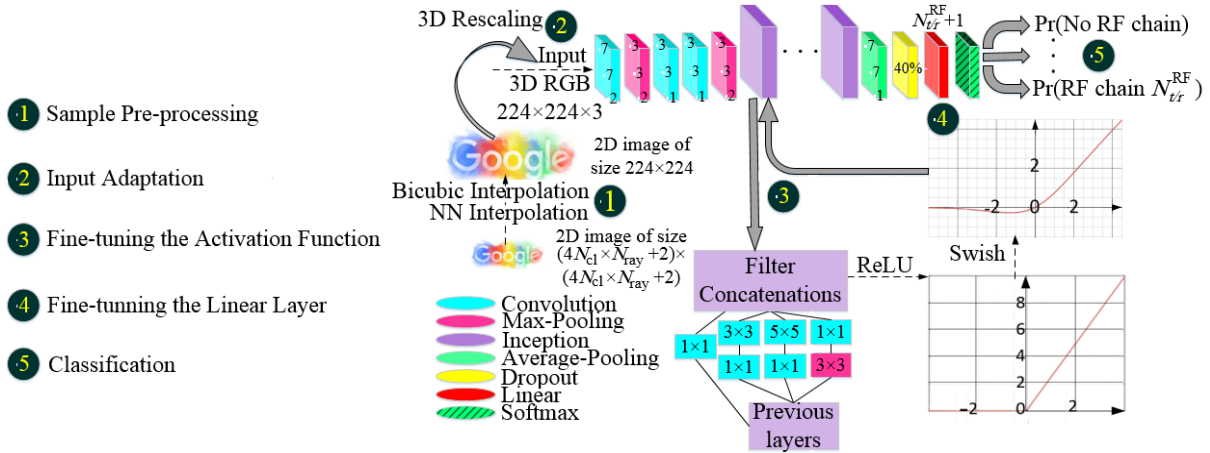 ·1 Sample Pre-processing
·2 Input Adaptation
·3 Fine-tuning the Activation Function
·4 Fine-tunning the Linear Layer
·5 Classification
3D Rescaling ·2
Input
3D RGB
224×224×3
Google
2D image of
size 224×224
Bicubic Interpolation
NN Interpolation
·1
Google
2D image of size
(4N_cl × N_ray +2)×
(4N_cl × N_ray +2)
Convolution
Max-Pooling
Inception
Average-Pooling
Dropout
Linear
Softmax
·7 ·7 2
·3 ·3 2
·3 ·3 1
·3 ·3 1
·3 ·3 2
· · ·
·7 ·7 1
40%
N_{t/r}^{RF}+1
Pr(No RF chain)
·5
Pr(RF chain N_{t/r}^{RF})
·4
·3
Filter
Concatenations
1×1
3×3 5×5 1×1
1×1 1×1 3×3
Previous
layers
ReLU
Swish
2
-2 0 2
8
6
4
2
-2 0 2